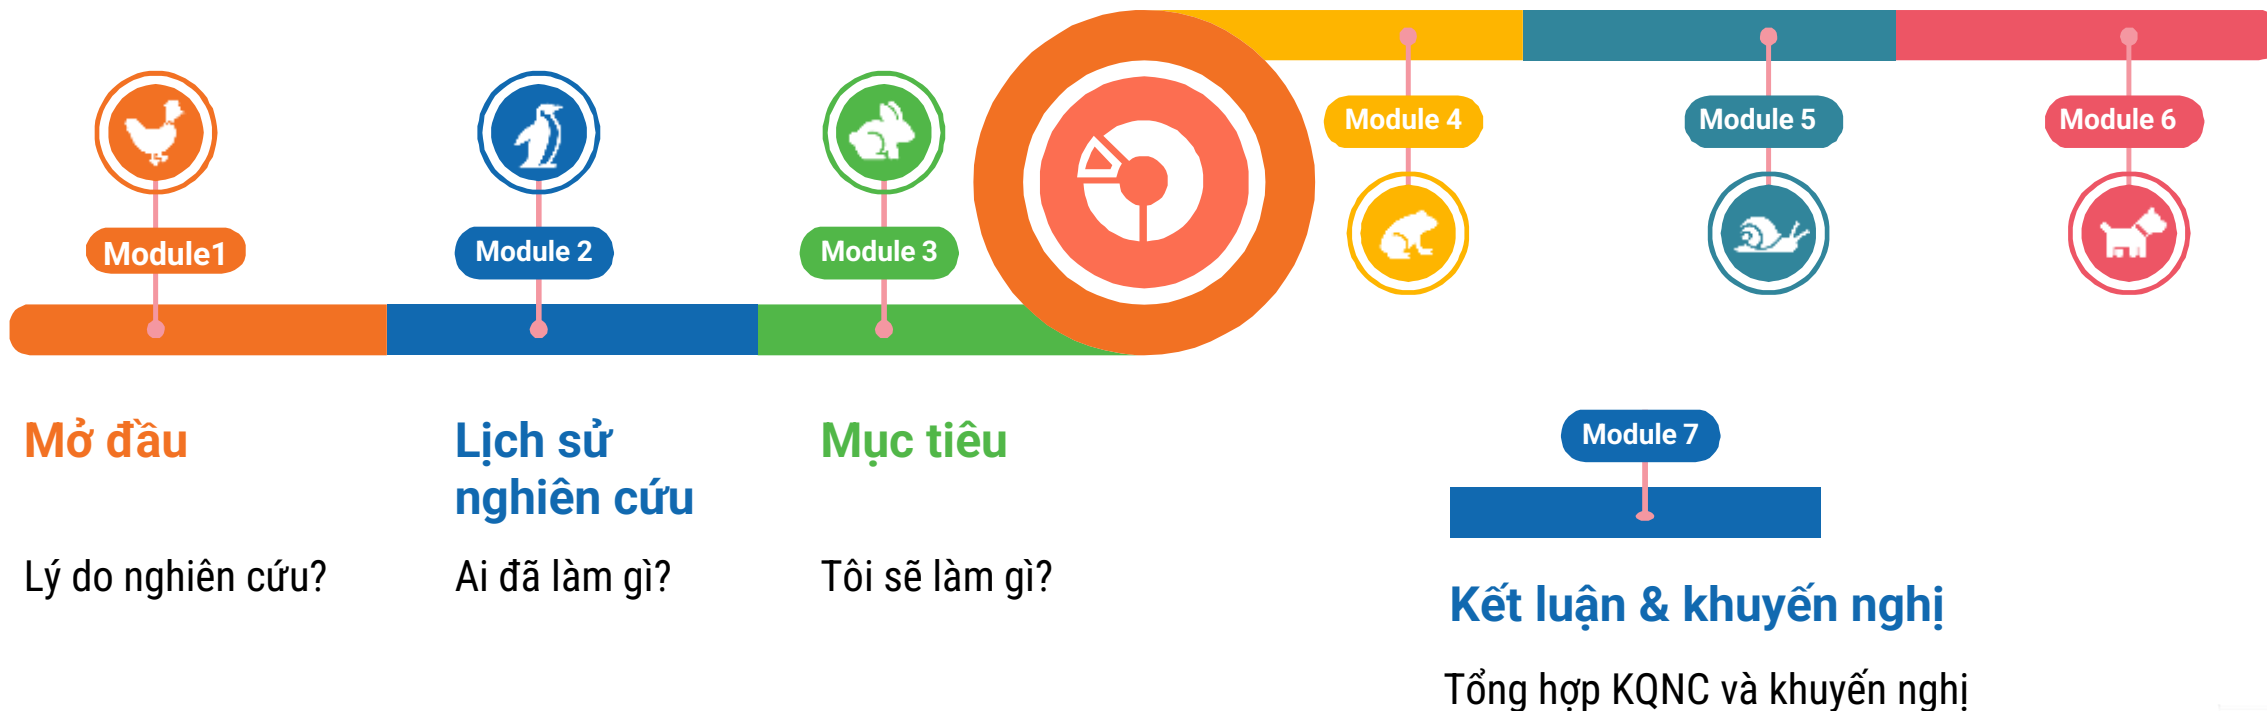 Module1
Module 2
Module 3
Module 4
Module 5
Module 6
Mở đầu
Lý do nghiên cứu?
Lịch sử
nghiên cứu
Ai đã làm gì?
Mục tiêu
Tôi sẽ làm gì?
Module 7
Kết luận & khuyến nghị
Tổng hợp KQNC và khuyến nghị